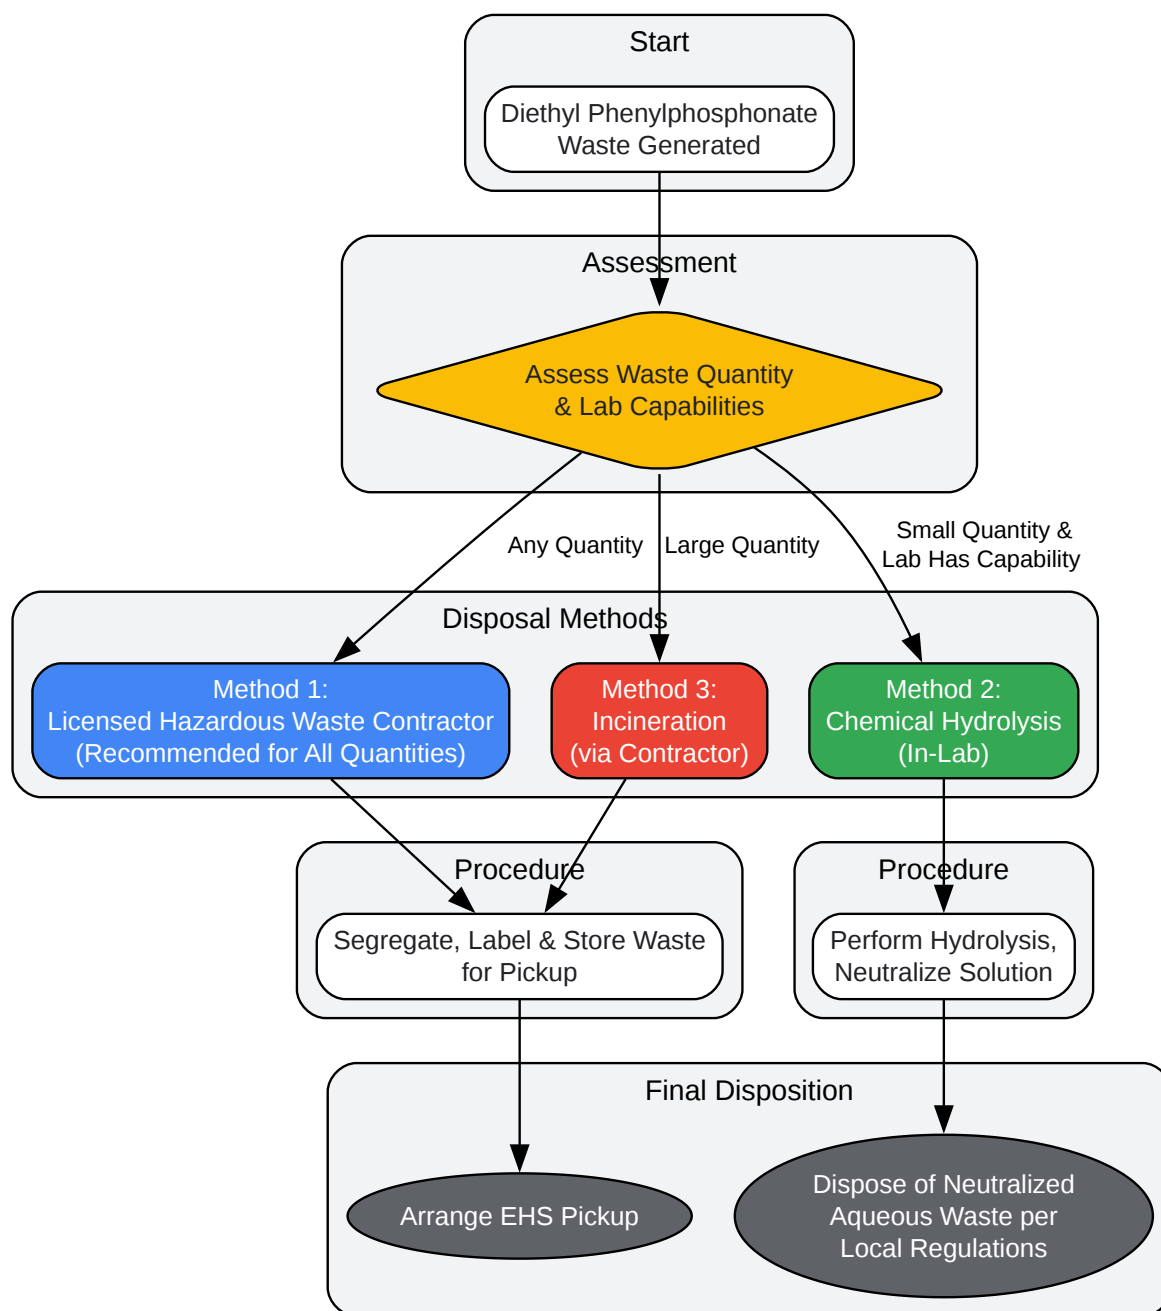 Start
Diethyl Phenylphosphonate
Waste Generated
Assessment
Assess Waste Quantity
& Lab Capabilities
Any Quantity
Large Quantity
Small Quantity &
Lab Has Capability
Disposal Methods
Method 1:
Licensed Hazardous Waste Contractor
(Recommended for All Quantities)
Method 3:
Incineration
(via Contractor)
Method 2:
Chemical Hydrolysis
(In-Lab)
Procedure
Segregate, Label & Store Waste
for Pickup
Procedure
Perform Hydrolysis,
Neutralize Solution
Final Disposition
Arrange EHS Pickup
Dispose of Neutralized
Aqueous Waste per
Local Regulations